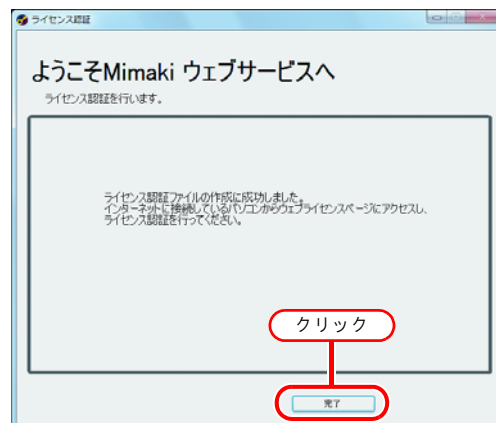 ライセンス認証
ようこそMimaki ウェブサービスへ
ライセンス認証を行います。
ライセンス認証ファイルの作成に成功しました。
インターネットに接続しているパソコンからウェブライセンスページにアクセスし、
ライセンス認証を行ってください。
クリック
完了